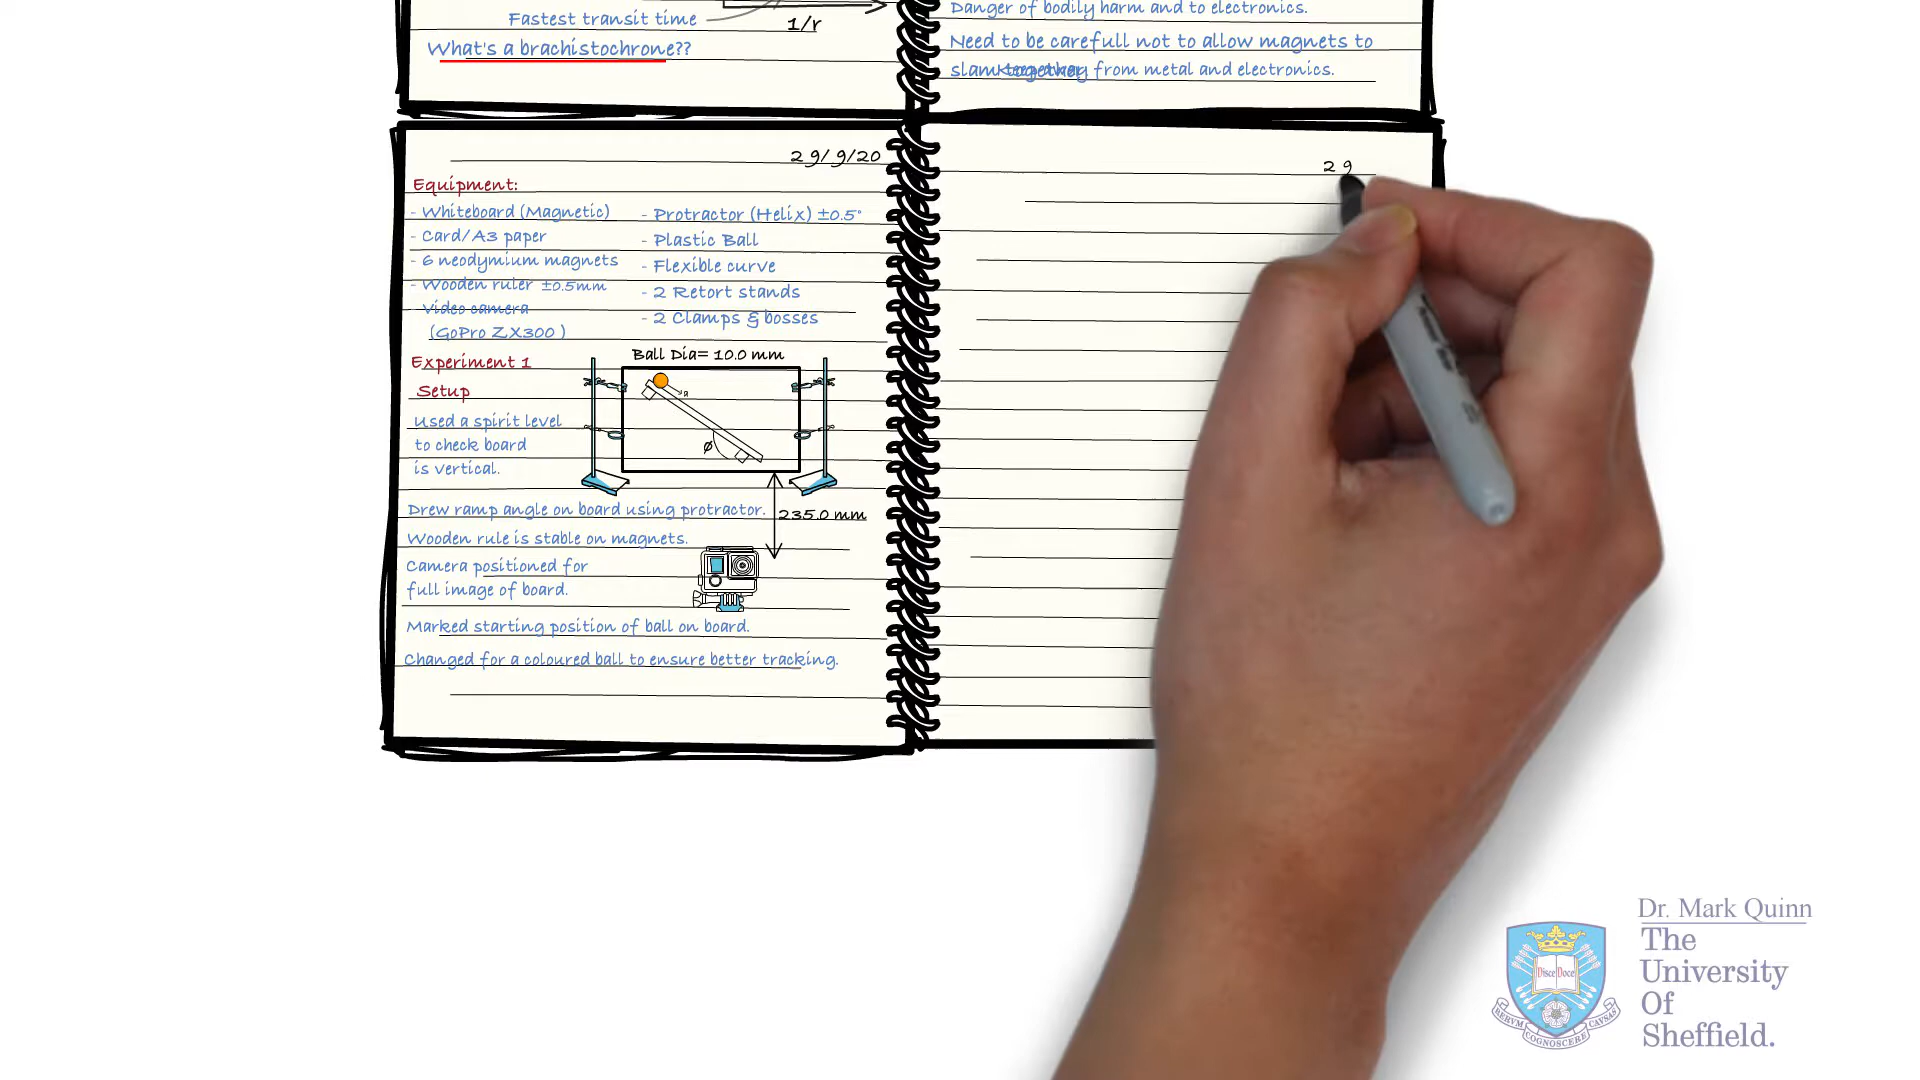 Fastest transit time
1/r
What's a brachistochrone??
Danger of bodily harm and to electronics.
Need to be carefull not to allow magnets to
slam together from metal and electronics.
29/9/20
Equipment:
- Whiteboard (Magnetic)
- Card/A3 paper
- 6 neodymium magnets
- Wooden ruler ±0.5mm
- Video camera
(GoPro ZX300)
- Protractor (Helix) ±0.5°
- Plastic Ball
- Flexible curve
- 2 Retort stands
- 2 Clamps & bosses
Experiment 1
Setup
Ball Dia= 10.0 mm
Used a spirit level
to check board
is vertical.
ø
Drew ramp angle on board using protractor.
235.0 mm
Wooden rule is stable on magnets.
Camera positioned for
full image of board.
Marked starting position of ball on board.
Changed for a coloured ball to ensure better tracking.
29
Dr. Mark Quinn
The
University
Of
Sheffield.
Disce Doce
RERVM COGNOSCERE CAVSAS